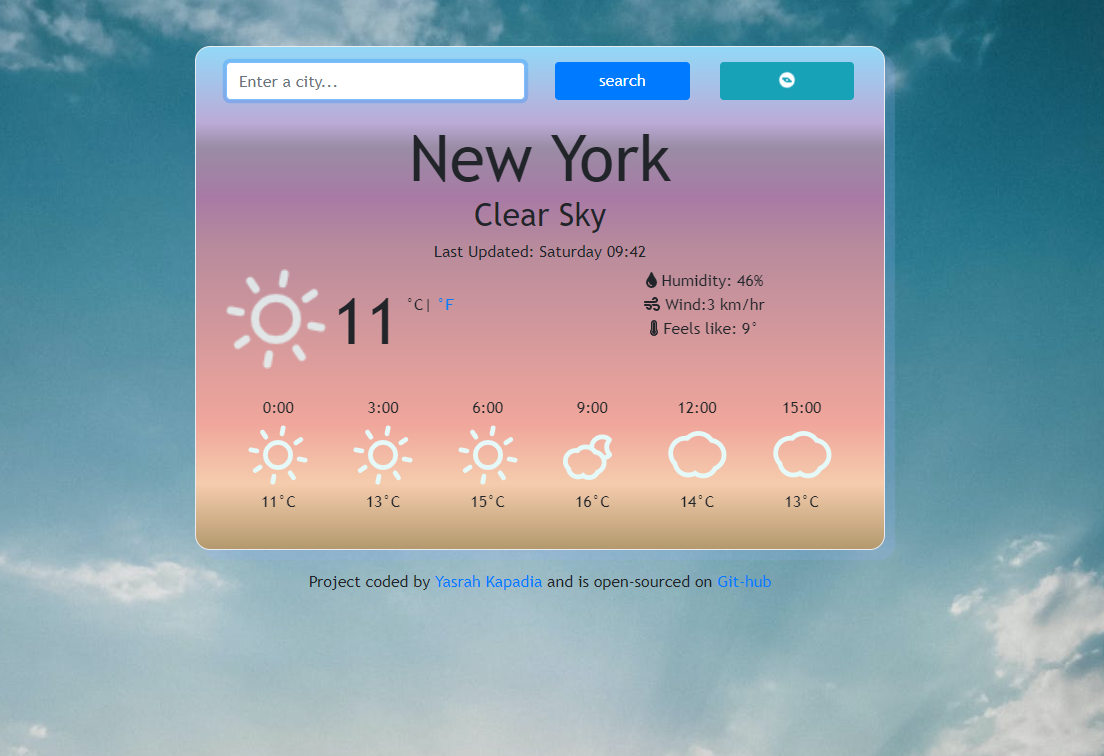 Enter a city...
search
New York
Clear Sky
Last Updated: Saturday 09:42
11 °C| °F
Humidity: 46%
Wind:3 km/hr
Feels like: 9°
0:00 3:00 6:00 9:00 12:00 15:00
11°C 13°C 15°C 16°C 14°C 13°C
Project coded by Yasrah Kapadia and is open-sourced on Git-hub